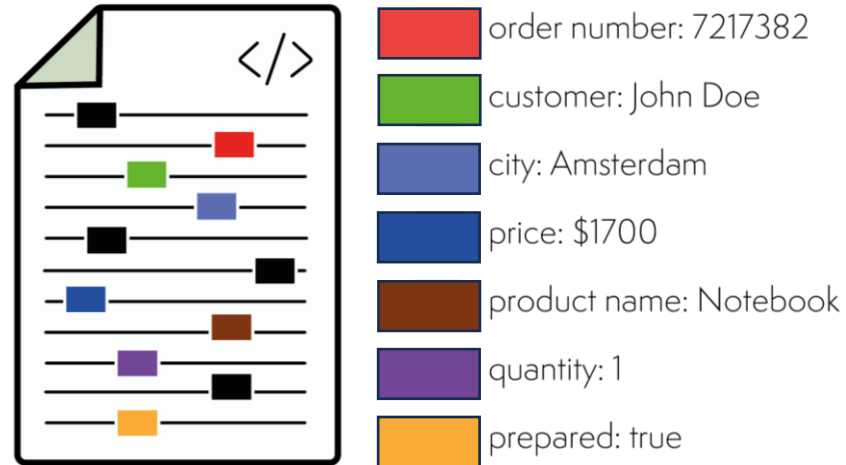 </>
order number: 7217382
customer: John Doe
city: Amsterdam
price: $1700
product name: Notebook
quantity: 1
prepared: true